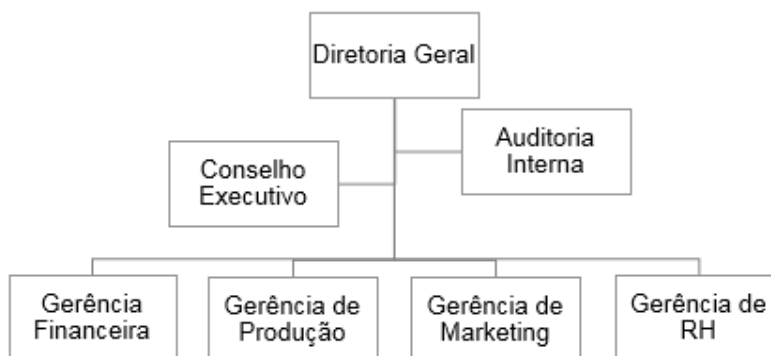 Diretoria Geral
Auditoria
Interna
Conselho
Executivo
Gerência
Financeira
Gerência de
Produção
Gerência de
Marketing
Gerência de
RH